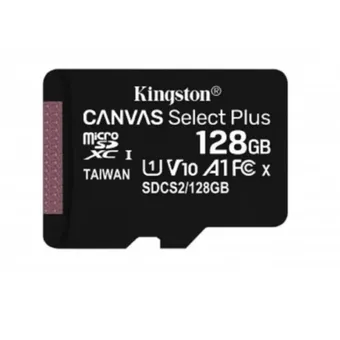 Kingston®
CANVAS Select Plus
micro SD XC I
128GB
U1 V10 A1 FC X
TAIWAN
SDCS2/128GB